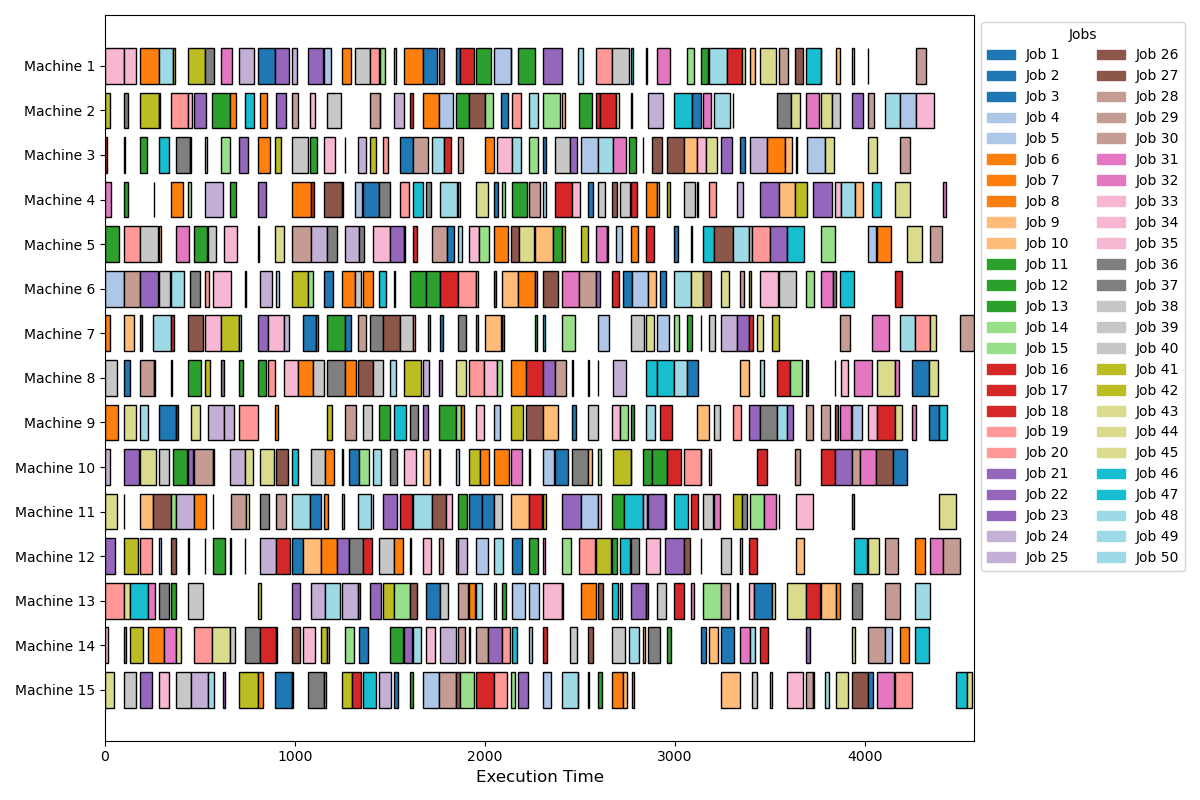 Machine 1
Machine 2
Machine 3
Machine 4
Machine 5
Machine 6
Machine 7
Machine 8
Machine 9
Machine 10
Machine 11
Machine 12
Machine 13
Machine 14
Machine 15
0 1000 2000 3000 4000
Execution Time
Jobs
Job 1 Job 26
Job 2 Job 27
Job 3 Job 28
Job 4 Job 29
Job 5 Job 30
Job 6 Job 31
Job 7 Job 32
Job 8 Job 33
Job 9 Job 34
Job 10 Job 35
Job 11 Job 36
Job 12 Job 37
Job 13 Job 38
Job 14 Job 39
Job 15 Job 40
Job 16 Job 41
Job 17 Job 42
Job 18 Job 43
Job 19 Job 44
Job 20 Job 45
Job 21 Job 46
Job 22 Job 47
Job 23 Job 48
Job 24 Job 49
Job 25 Job 50